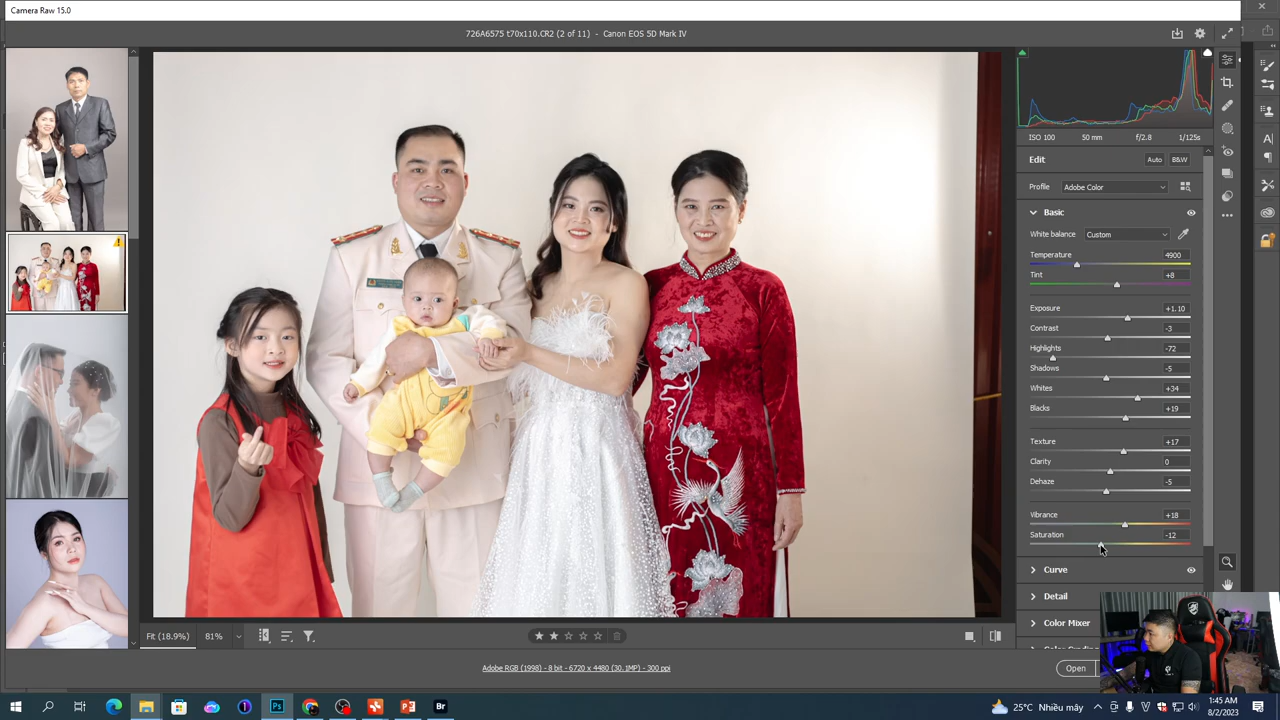 Camera Raw 15.0
726A6575 t70x110.CR2 (2 of 11) - Canon EOS 5D Mark IV
ISO 100 50 mm f/2.8 1/125s
Edit Auto B&W
Profile Adobe Color
Basic
White balance Custom
Temperature 4900
Tint +8
Exposure +1.10
Contrast -3
Highlights -72
Shadows -5
Whites +34
Blacks +19
Texture +17
Clarity 0
Dehaze -5
Vibrance +18
Saturation -12
Curve
Detail
Color Mixer
Fit (18.9%) 81%
Adobe RGB (1998) - 8 bit - 6720 x 4480 (30.1MP) - 300 ppi
Open
Ps
Br
25°C Nhiều mây
1:45 AM
8/2/2023